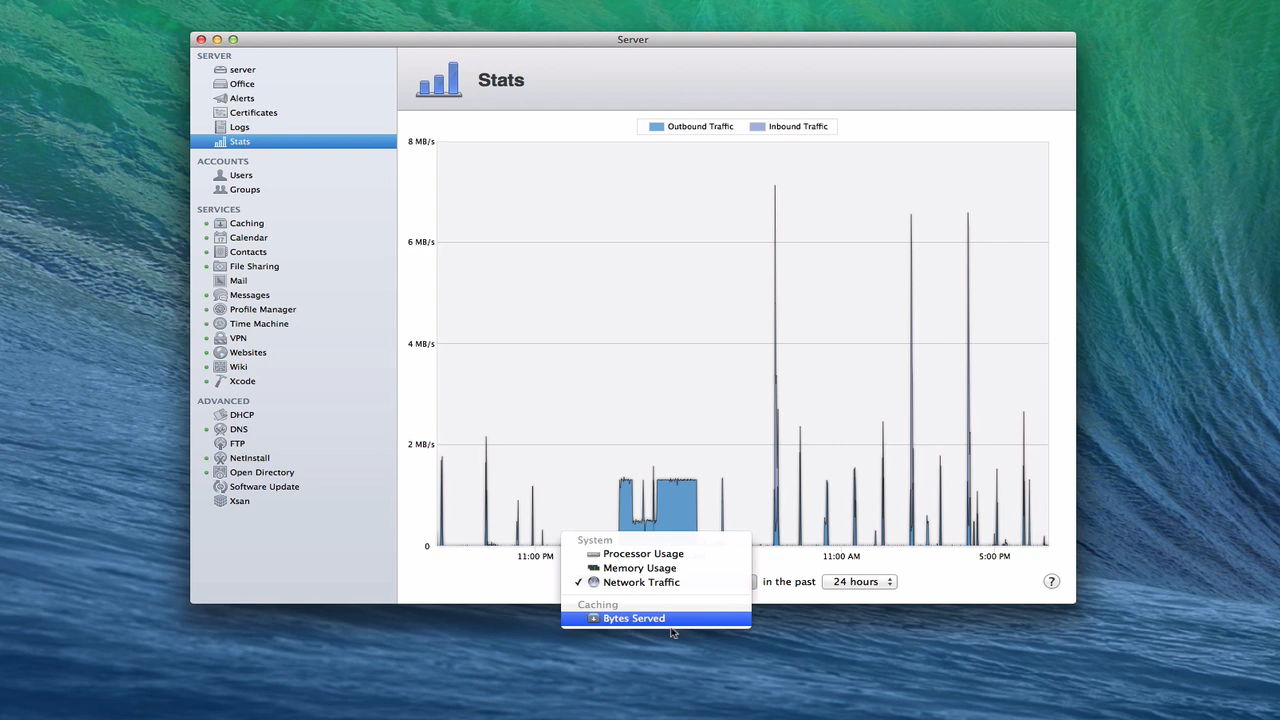 Server
SERVER
server
Office
Alerts
Certificates
Logs
Stats
ACCOUNTS
Users
Groups
SERVICES
Caching
17
Calendar
Contacts
File Sharing
Mail
Messages
Profile Manager
Time Machine
VPN
Websites
Wiki
Xcode
ADVANCED
DHCP
DNS
FTP
NetInstall
Open Directory
Software Update
Xsan
Stats
Outbound Traffic Inbound Traffic
8 MB/s
6 MB/s
4 MB/s
2 MB/s
0
11:00 PM 11:00 AM 5:00 PM
System
Processor Usage
Memory Usage
✓ Network Traffic
Caching
Bytes Served
in the past 24 hours ?